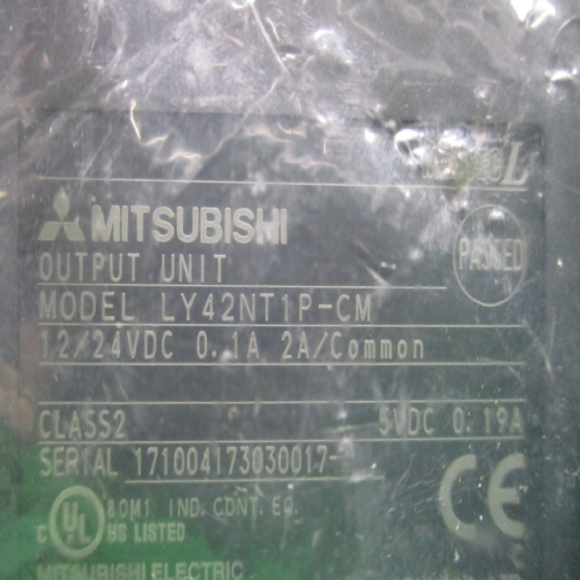 L
MITSUBISHI
PASSED
OUTPUT UNIT
MODEL LY42NT1P-CM
12/24VDC 0.1A 2A/Common
CLASS2 5VDC 0.19A
SERIAL 171004173030017-
CE
C UL US LISTED
80M1 IND. CONT. EQ.
C
MITSUBISHI ELECTRIC